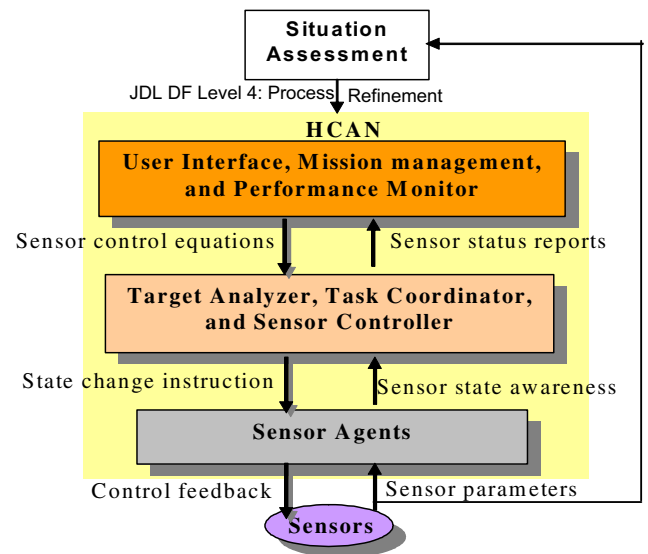 Situation
Assessment
JDL DF Level 4: Process Refinement
HCAN
User Interface, Mission management,
and Performance Monitor
Sensor control equations
Sensor status reports
Target Analyzer, Task Coordinator,
and Sensor Controller
State change instruction
Sensor state awareness
Sensor Agents
Control feedback
Sensor parameters
Sensors